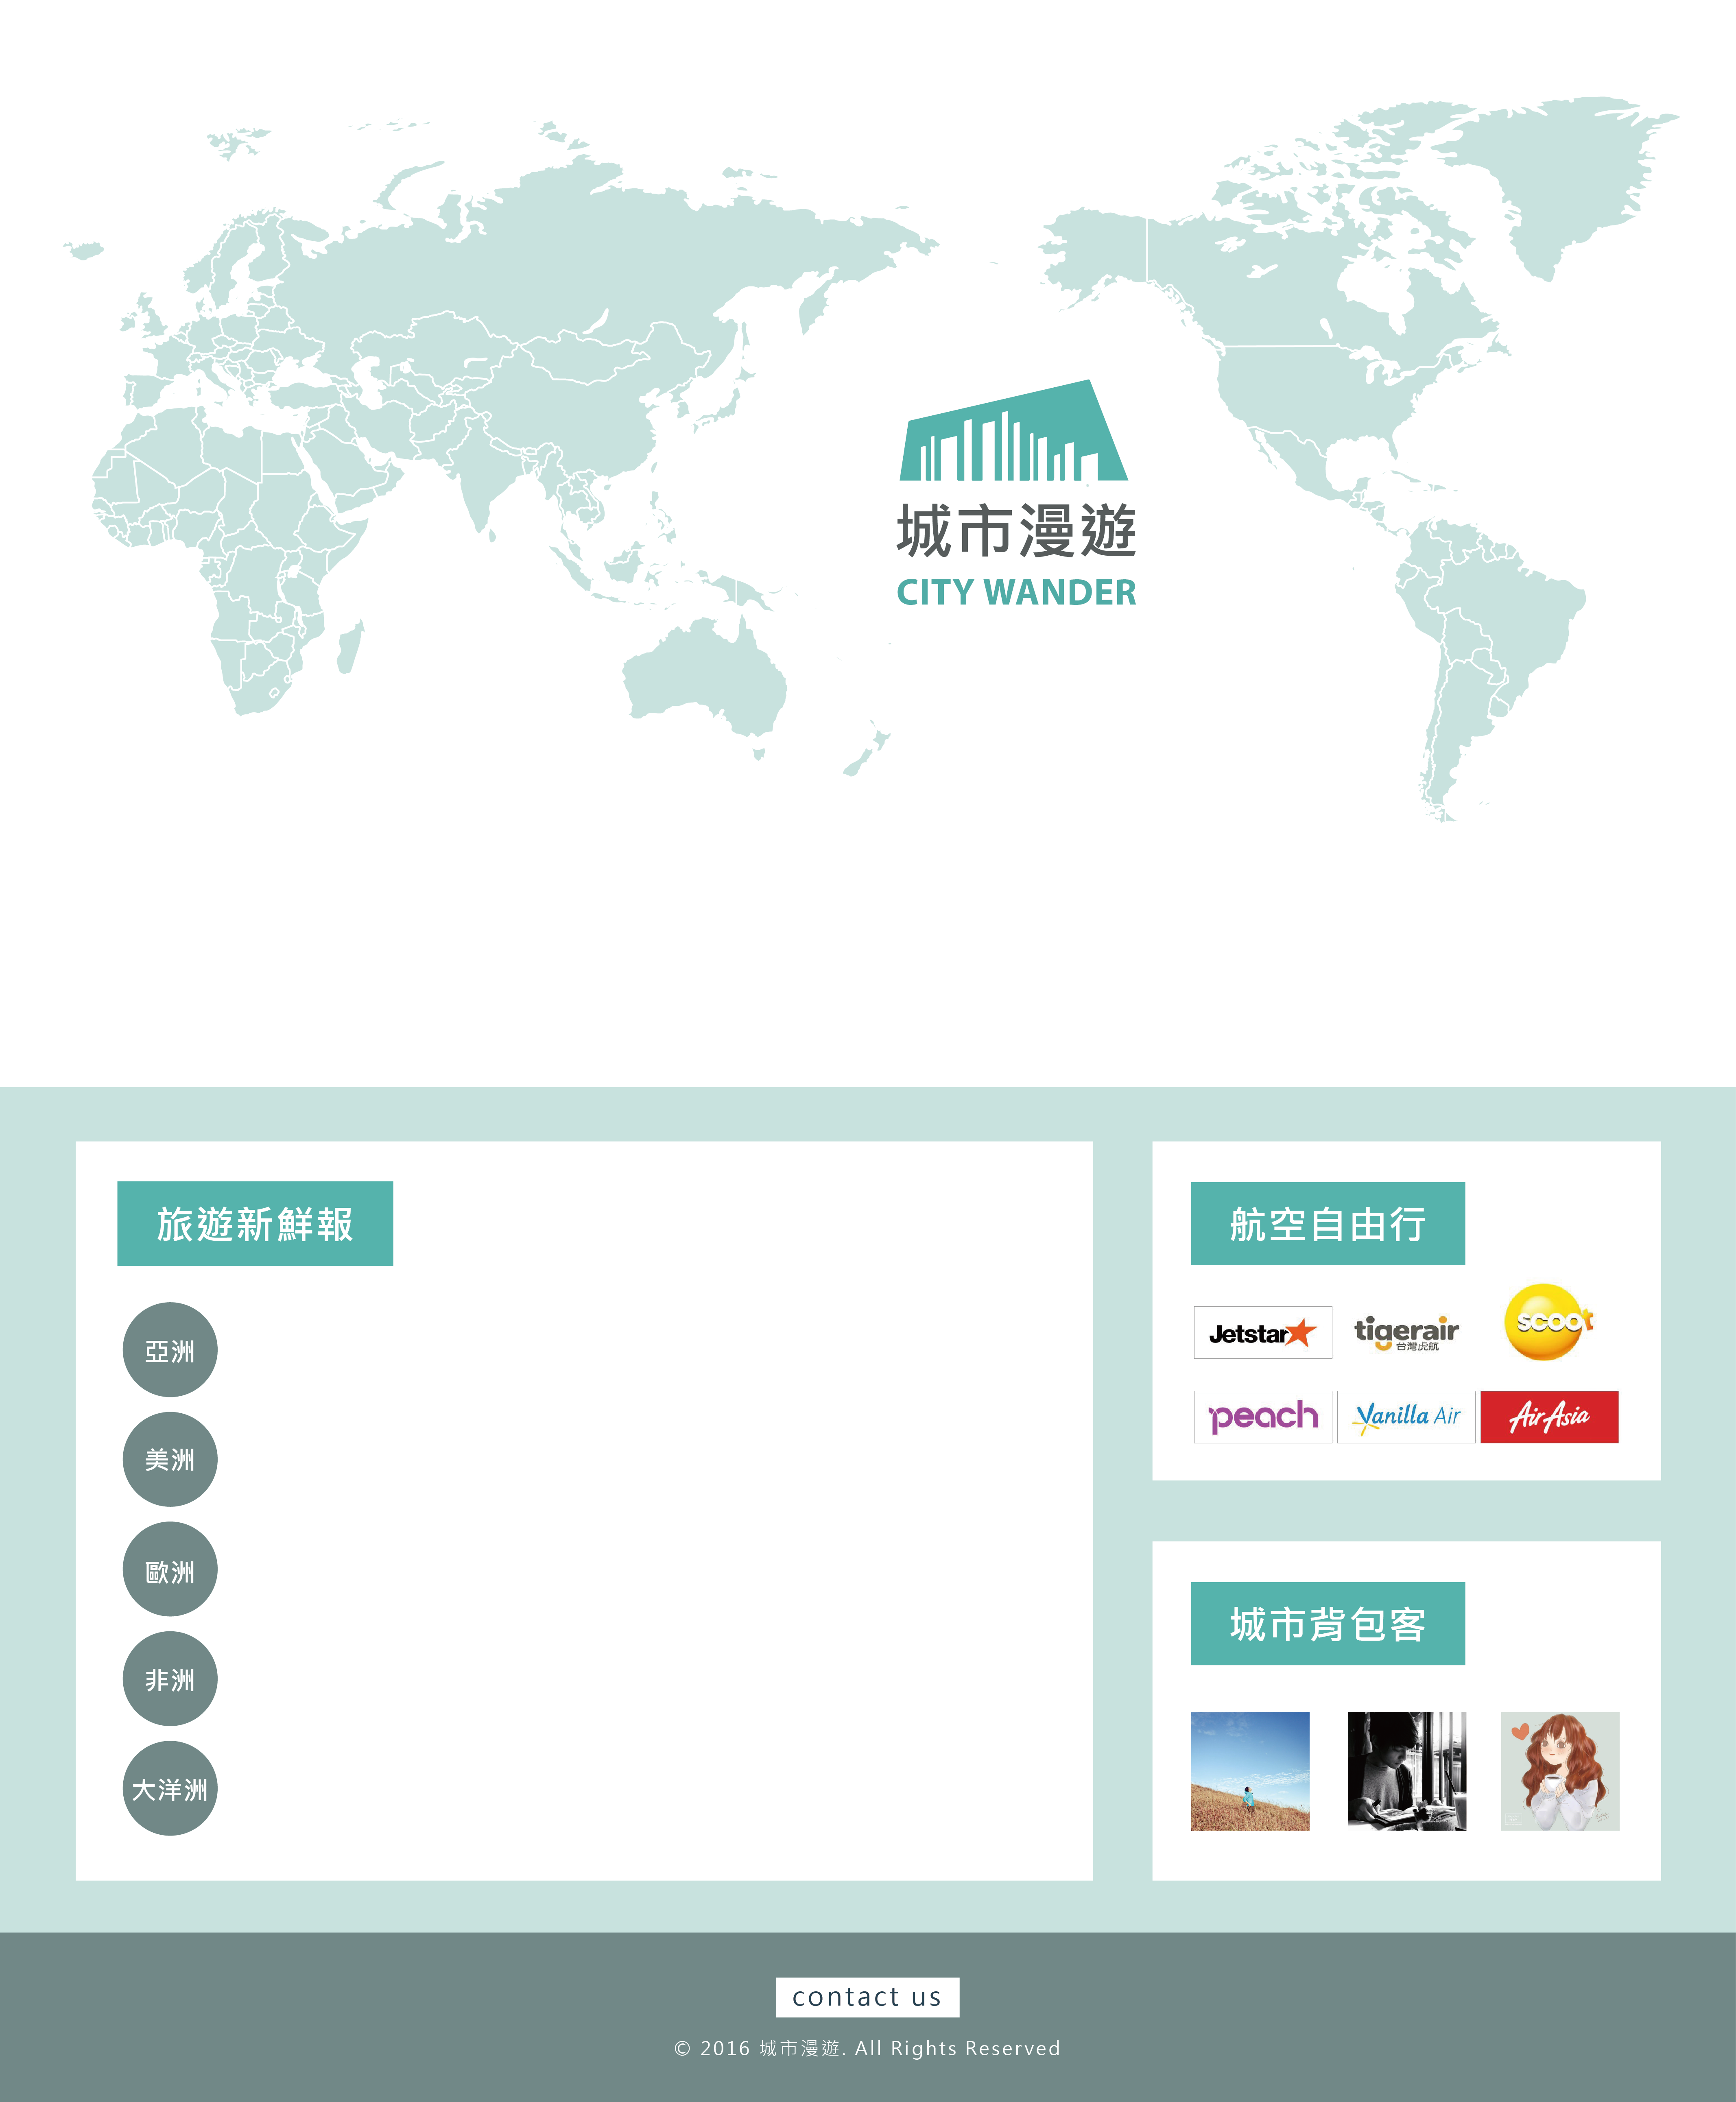 城市漫遊
CITY WANDER
旅遊新鮮報
亞洲
美洲
歐洲
非洲
大洋洲
航空自由行
Jetstar
tigerair
台灣虎航
scoot
peach
Vanilla Air
AirAsia
城市背包客
contact us
© 2016 城市漫遊. All Rights Reserved